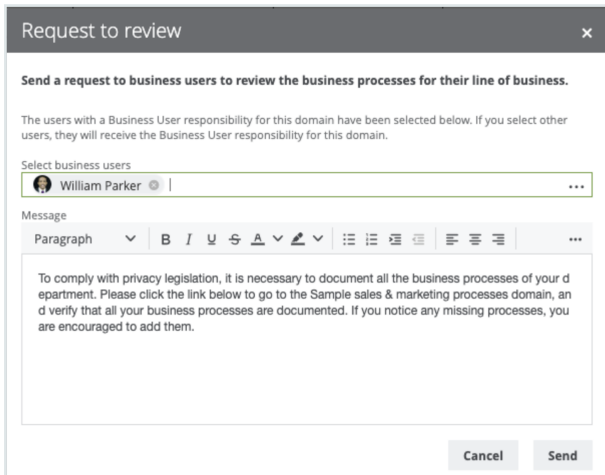 Request to review
Send a request to business users to review the business processes for their line of business.
The users with a Business User responsibility for this domain have been selected below. If you select other
users, they will receive the Business User responsibility for this domain.
Select business users
William Parker
Message
Paragraph B I U S A
To comply with privacy legislation, it is necessary to document all the business processes of your d
epartment. Please click the link below to go to the Sample sales & marketing processes domain, an
d verify that all your business processes are documented. If you notice any missing processes, you
are encouraged to add them.
Cancel Send